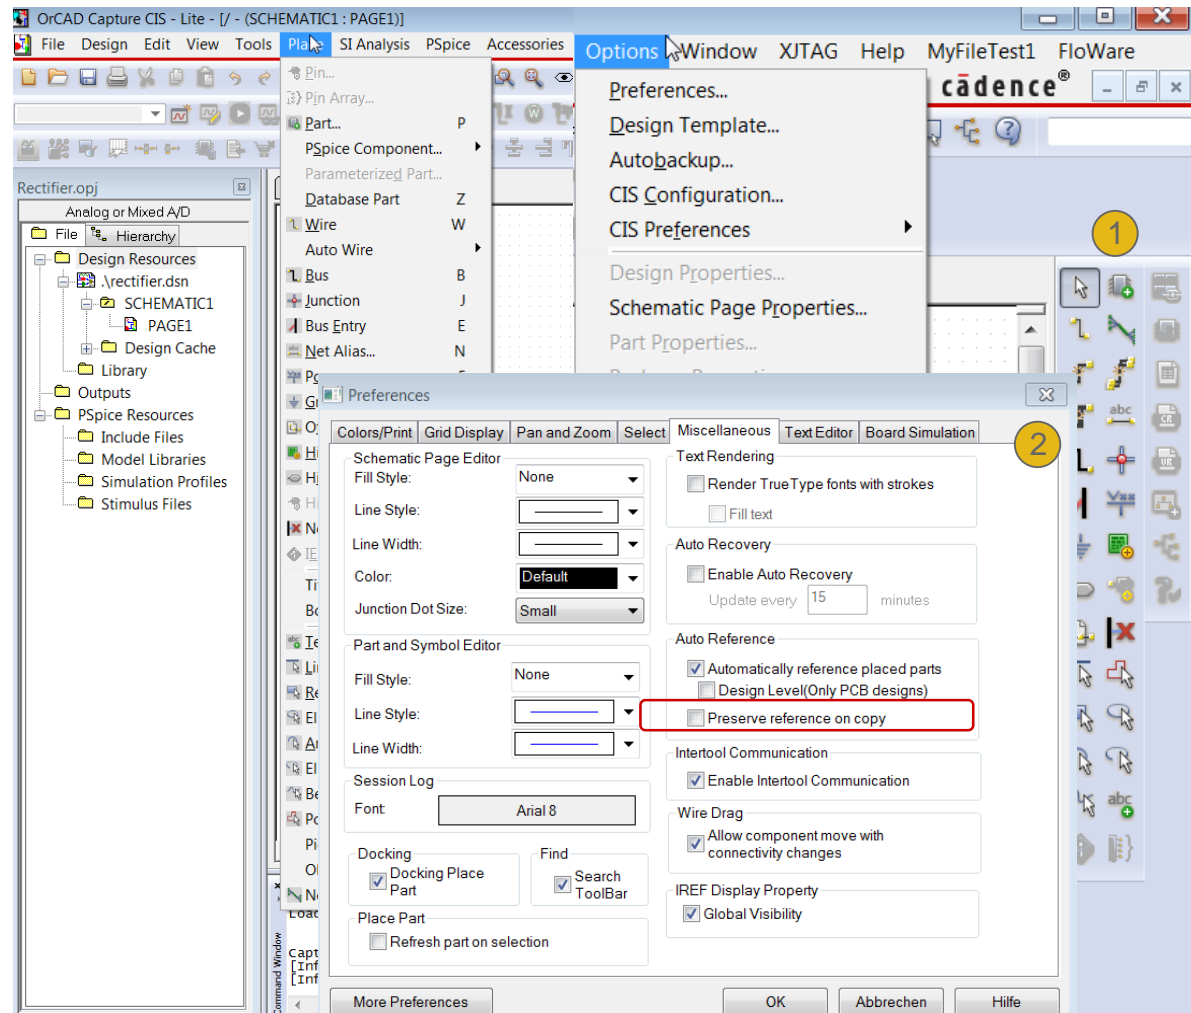 OrCAD Capture CIS - Lite - [/ - (SCHEMATIC1 : PAGE1)]
File Design Edit View Tools Place SI Analysis PSpice Accessories Options Window XJTAG Help MyFileTest1 FloWare
cādence®
Pin...
Pin Array...
Part... P
PSpice Component...
Parameterized Part...
Database Part Z
Wire W
Auto Wire
Bus B
Junction J
Bus Entry E
Net Alias... N
Preferences...
Design Template...
Autobackup...
CIS Configuration...
CIS Preferences
Design Properties...
Schematic Page Properties...
Part Properties...
1
Rectifier.opj
Analog or Mixed A/D
File Hierarchy
Design Resources
.\rectifier.dsn
SCHEMATIC1
PAGE1
Design Cache
Library
Outputs
PSpice Resources
Include Files
Model Libraries
Simulation Profiles
Stimulus Files
Preferences
Colors/Print Grid Display Pan and Zoom Select Miscellaneous Text Editor Board Simulation
2
Schematic Page Editor
Fill Style: None
Line Style:
Line Width:
Color: Default
Junction Dot Size: Small
Part and Symbol Editor
Fill Style: None
Line Style:
Line Width:
Session Log
Font: Arial 8
Docking
Docking Place Part
Find
Search ToolBar
Place Part
Refresh part on selection
Text Rendering
Render TrueType fonts with strokes
Fill text
Auto Recovery
Enable Auto Recovery
Update every 15 minutes
Auto Reference
Automatically reference placed parts
Design Level(Only PCB designs)
Preserve reference on copy
Intertool Communication
Enable Intertool Communication
Wire Drag
Allow component move with
connectivity changes
IREF Display Property
Global Visibility
More Preferences OK Abbrechen Hilfe
Command Window
Capt
[Inf
[Inf
abc
abc